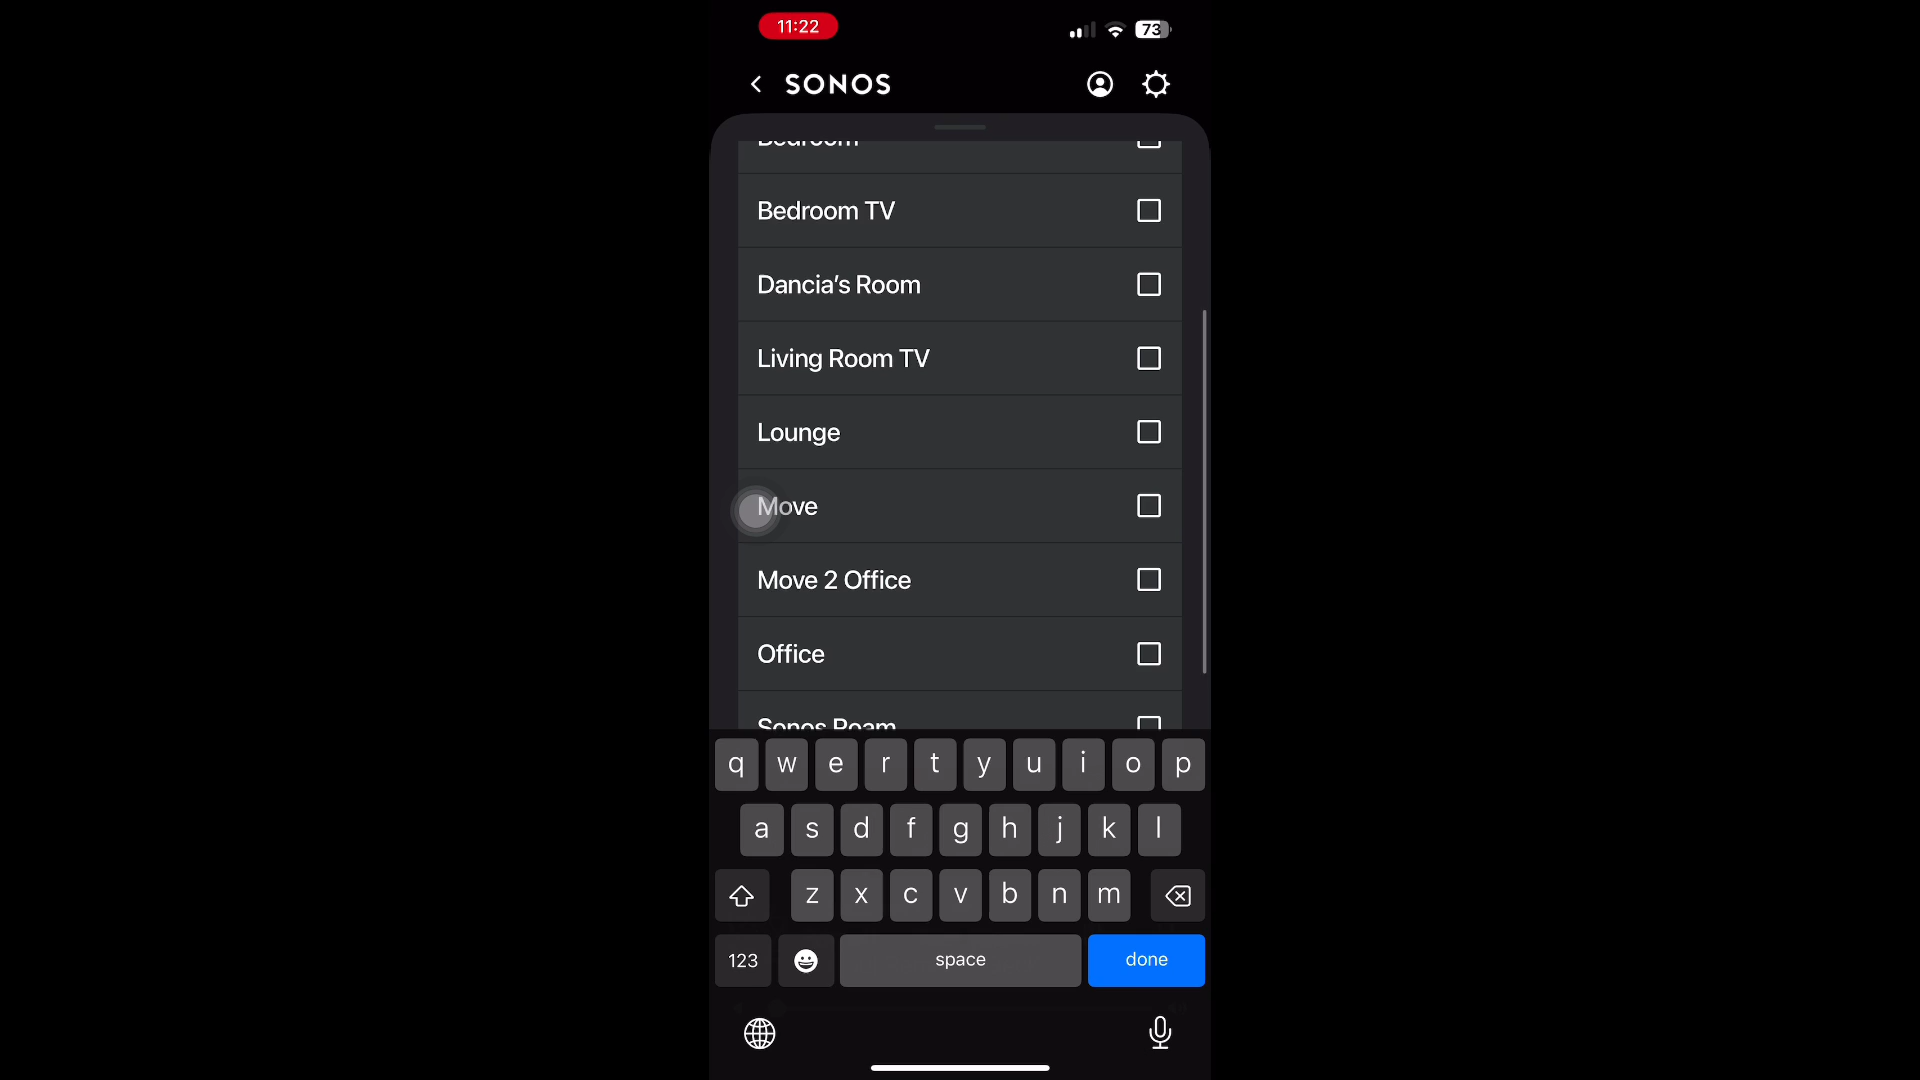 11:22
73
SONOS
Bedroom
Bedroom TV
Dancia's Room
Living Room TV
Lounge
Move
Move 2 Office
Office
Sonos Roam
q w e r t y u i o p
a s d f g h j k l
z x c v b n m
123 space done